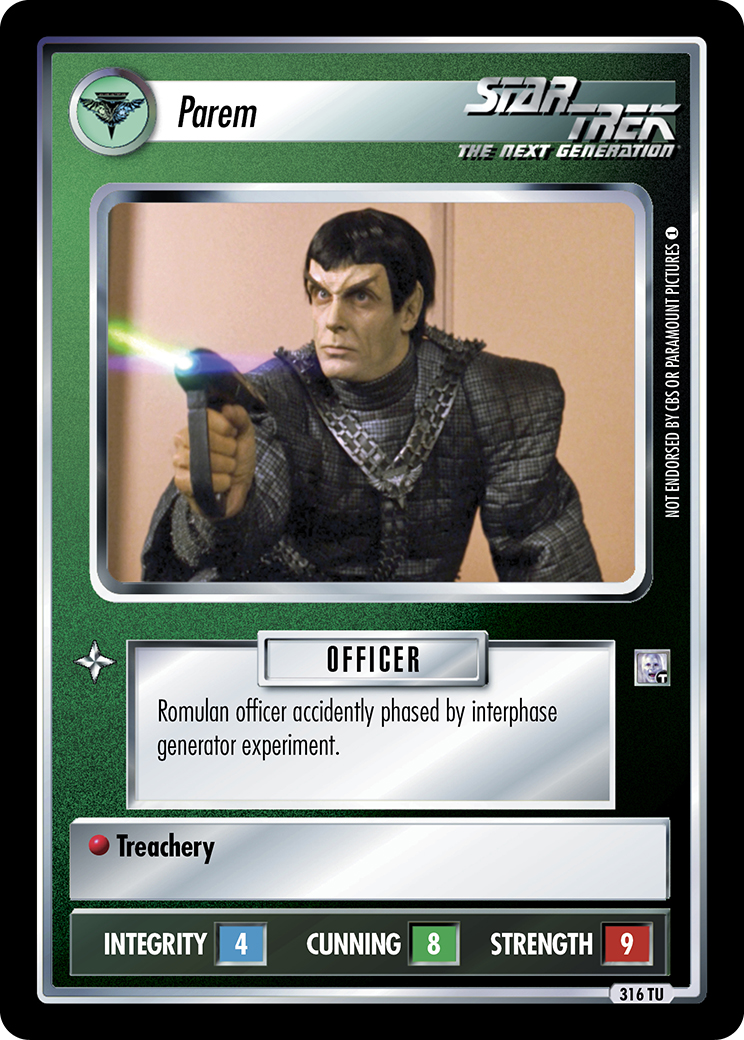 Parem
STAR TREK
THE NEXT GENERATION
NOT ENDORSED BY CBS OR PARAMOUNT PICTURES 1
OFFICER
Romulan officer accidently phased by interphase
generator experiment.
T
Treachery
INTEGRITY 4 CUNNING 8 STRENGTH 9
316 TU